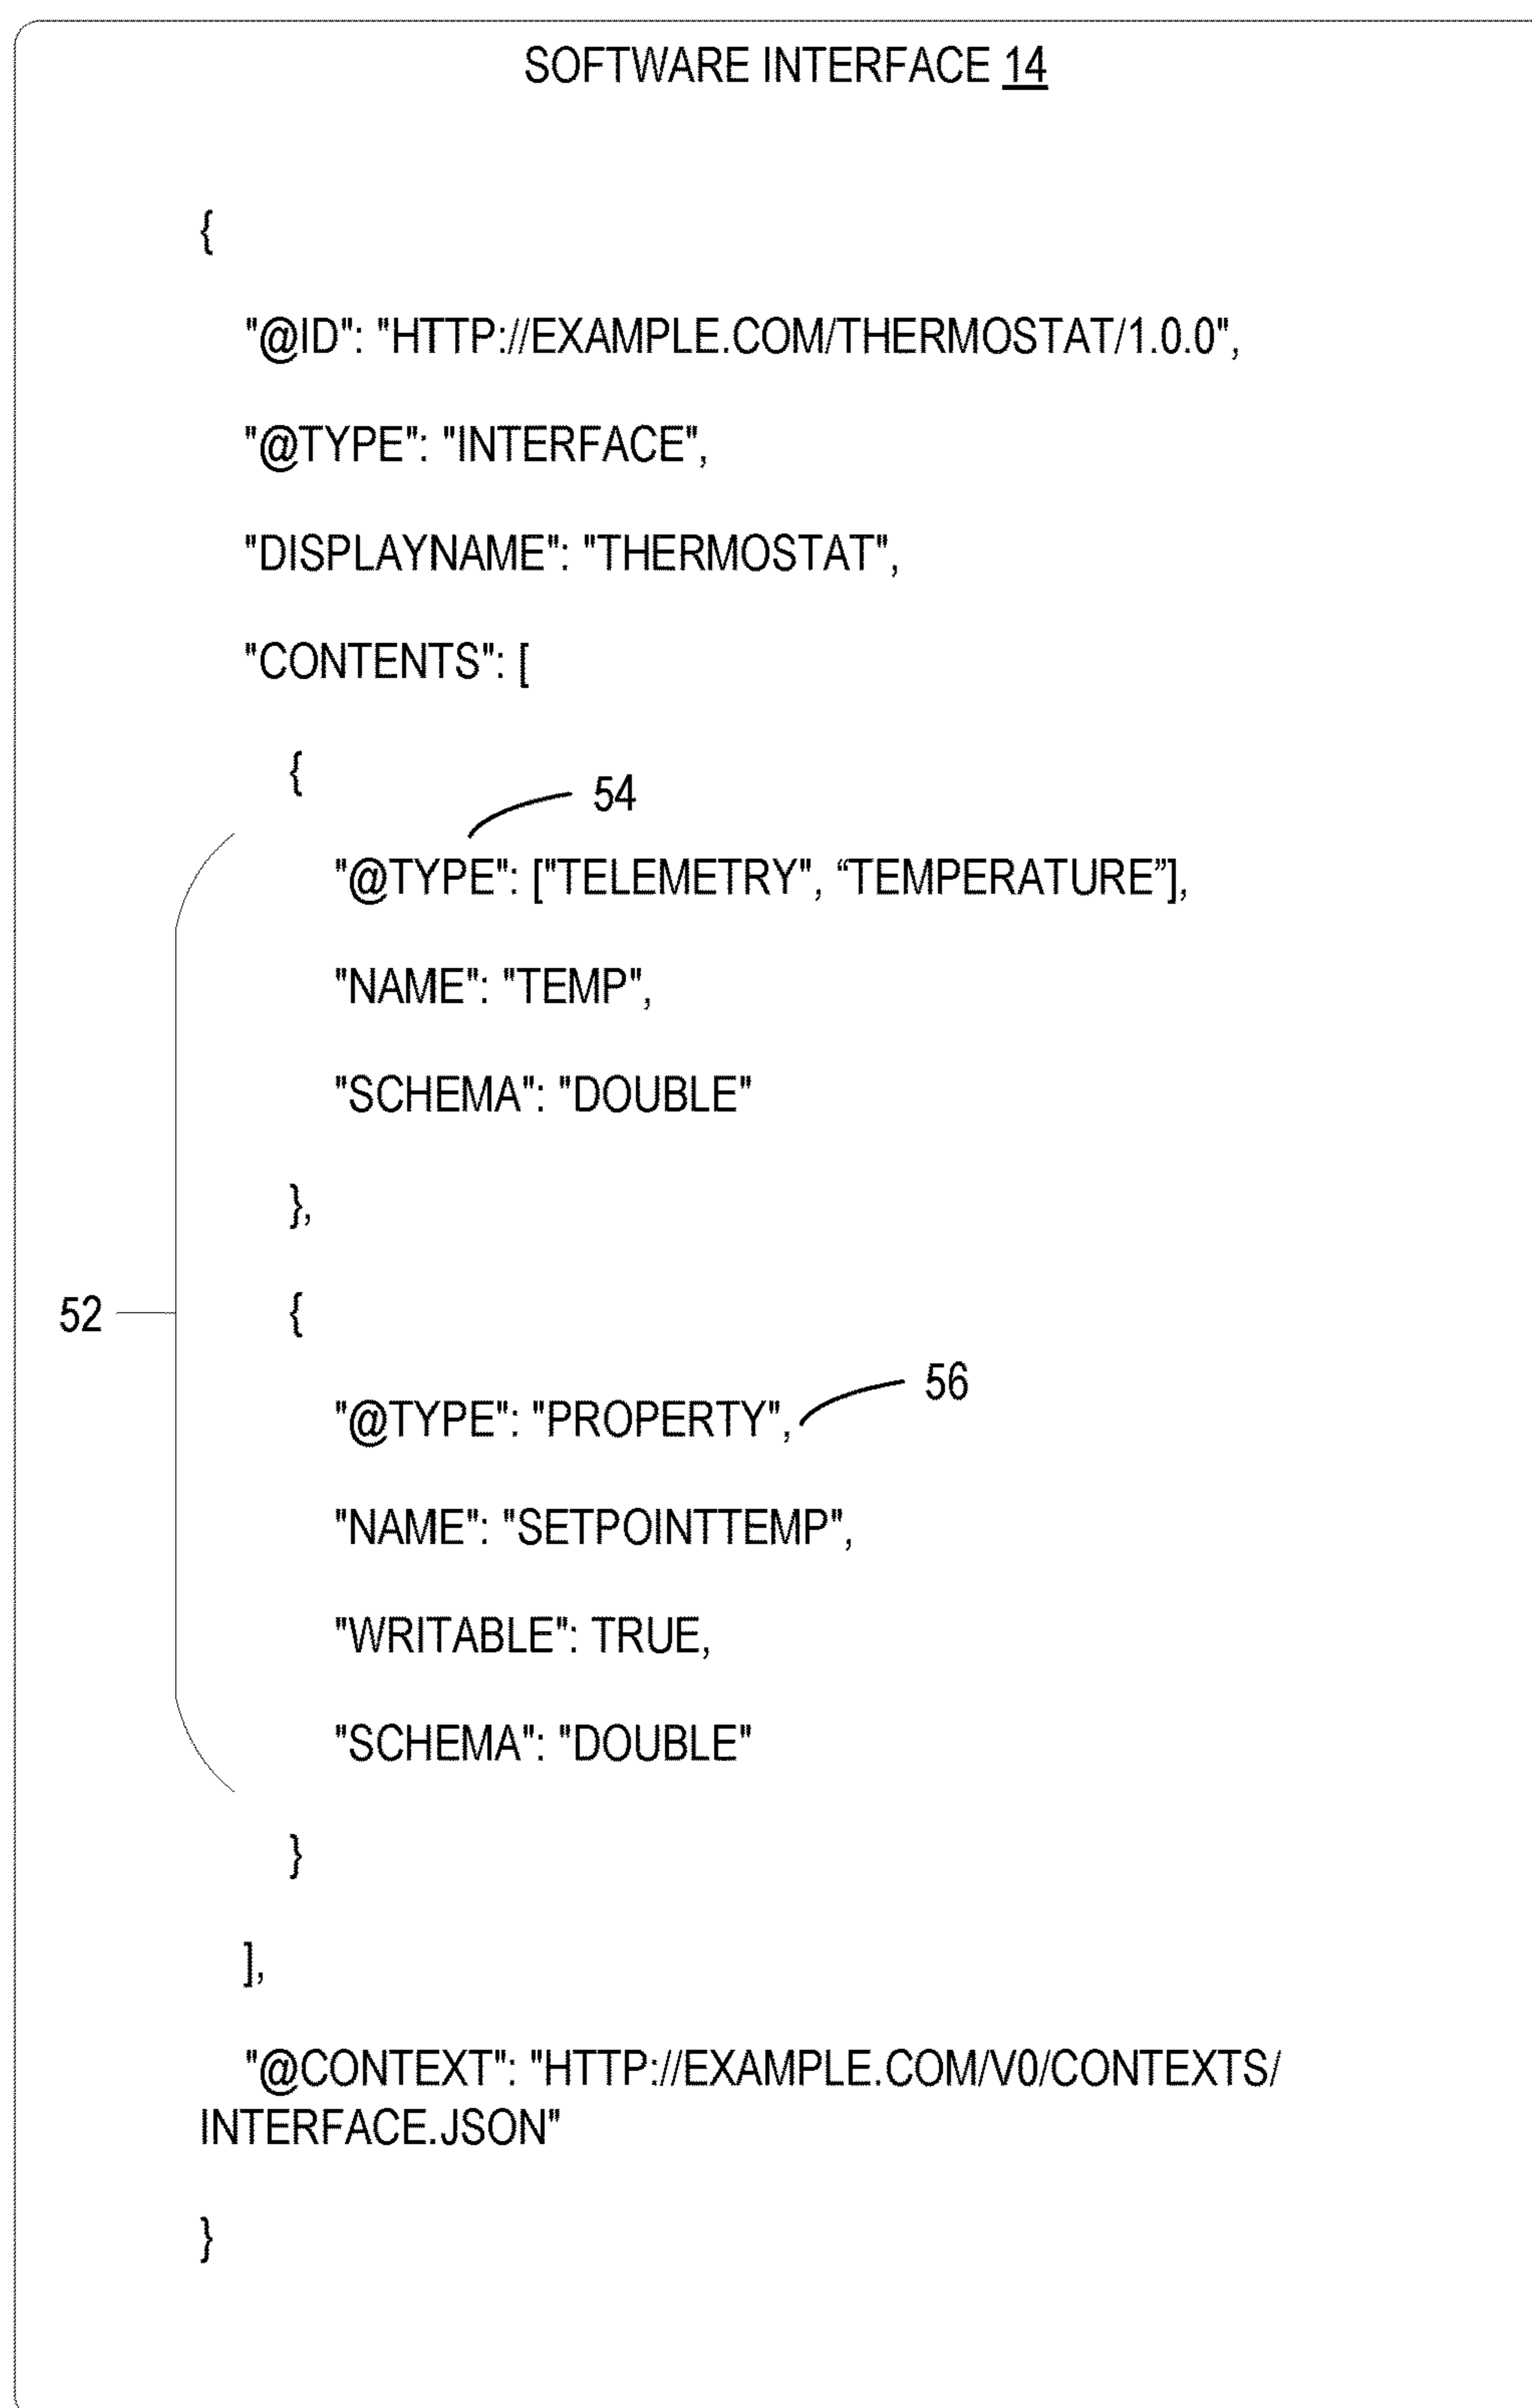 SOFTWARE INTERFACE 14
{
"@ID": "HTTP://EXAMPLE.COM/THERMOSTAT/1.0.0",
"@TYPE": "INTERFACE",
"DISPLAYNAME": "THERMOSTAT",
"CONTENTS": [
{
54
"@TYPE": ["TELEMETRY", “TEMPERATURE”],
"NAME": "TEMP",
"SCHEMA": "DOUBLE"
},
52
{
56
"@TYPE": "PROPERTY",
"NAME": "SETPOINTTEMP",
"WRITABLE": TRUE,
"SCHEMA": "DOUBLE"
}
],
"@CONTEXT": "HTTP://EXAMPLE.COM/V0/CONTEXTS/
INTERFACE.JSON"
}